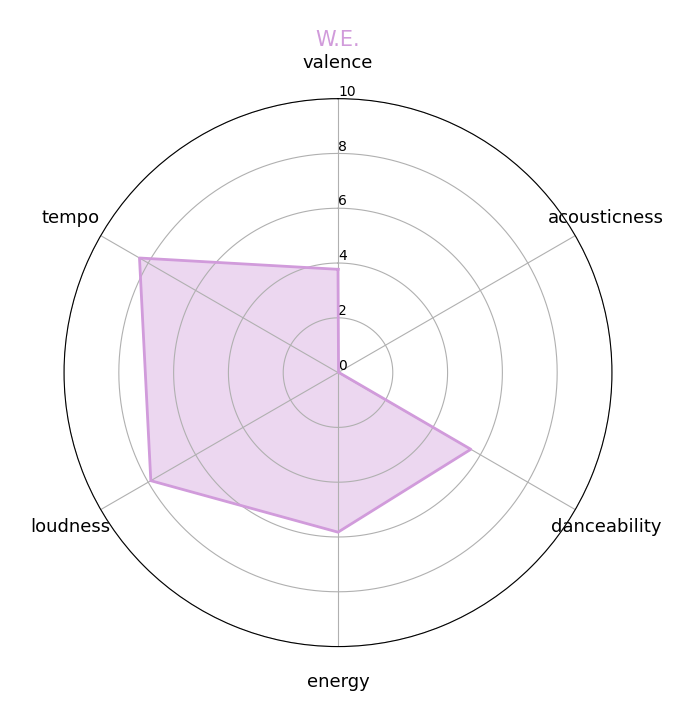 W.E.
valence
10
8
tempo
6
acousticness
4
2
0
loudness
danceability
energy